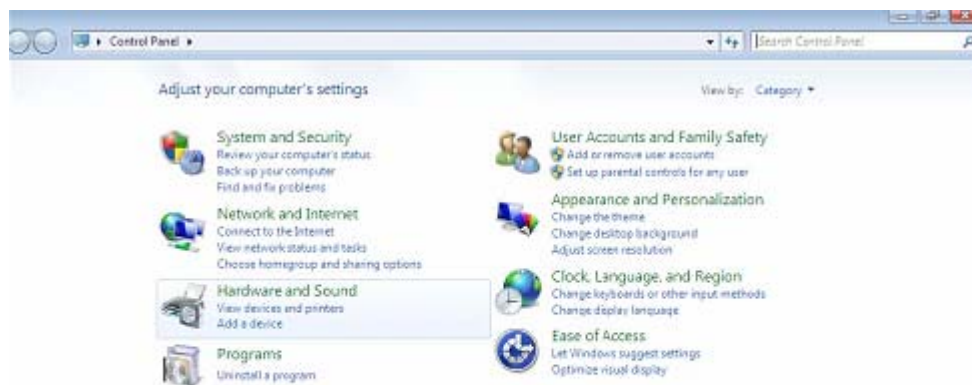 Control Panel
Search Control Panel
Adjust your computer's settings
View by: Category
System and Security
Review your computer's status
Back up your computer
Find and fix problems
Network and Internet
Connect to the Internet
View network status and tasks
Choose homegroup and sharing options
Hardware and Sound
View devices and printers
Add a device
Programs
Uninstall a program
User Accounts and Family Safety
Add or remove user accounts
Set up parental controls for any user
Appearance and Personalization
Change the theme
Change desktop background
Adjust screen resolution
Clock, Language, and Region
Change keyboards or other input methods
Change display language
Ease of Access
Let Windows suggest settings
Optimize visual display